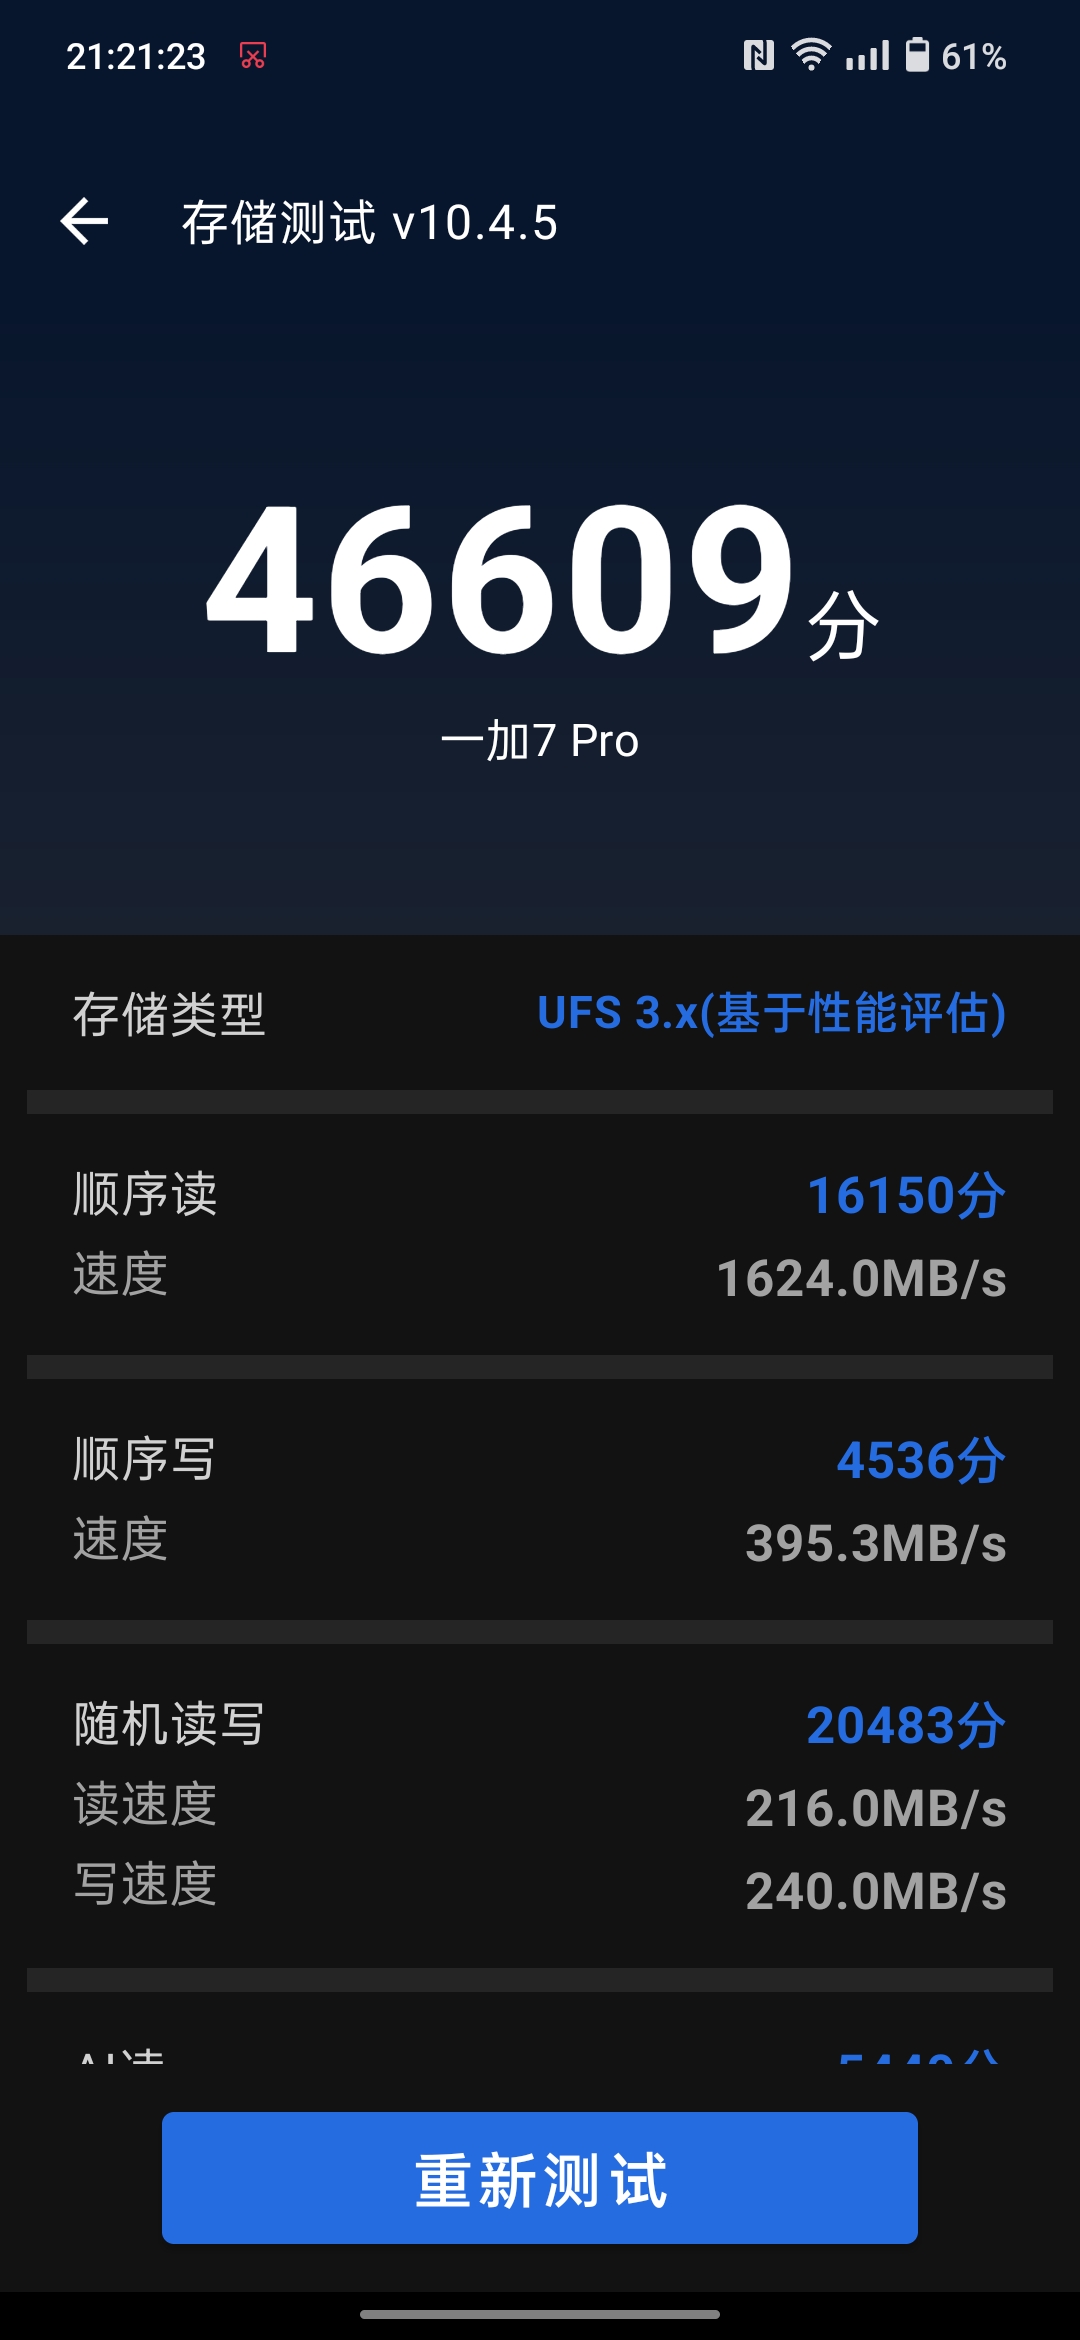 21:21:23 61%
存储测试 v10.4.5
46609分
一加7 Pro
存储类型 UFS 3.x(基于性能评估)
顺序读 16150分
速度 1624.0MB/s
顺序写 4536分
速度 395.3MB/s
随机读写 20483分
读速度 216.0MB/s
写速度 240.0MB/s
重新测试